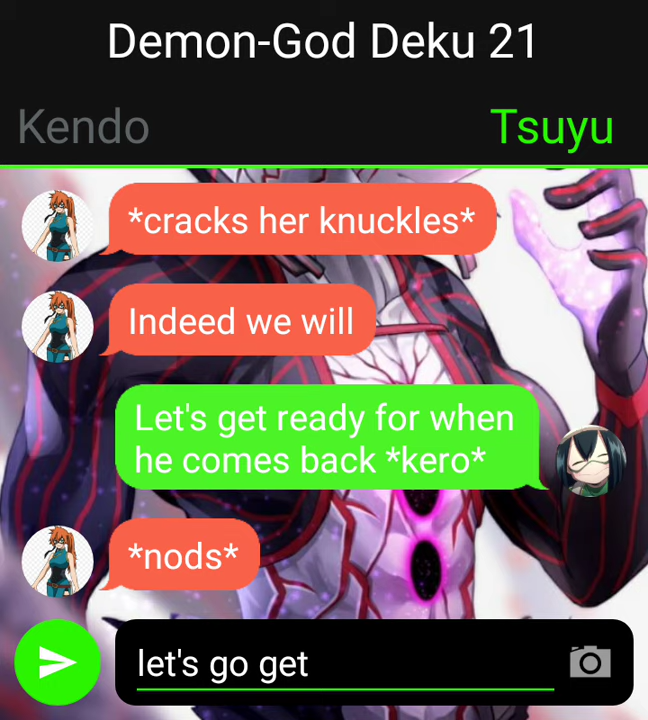 Demon-God Deku 21
Kendo
Tsuyu
*cracks her knuckles*
Indeed we will
Let's get ready for when
he comes back *kero*
*nods*
let's go get